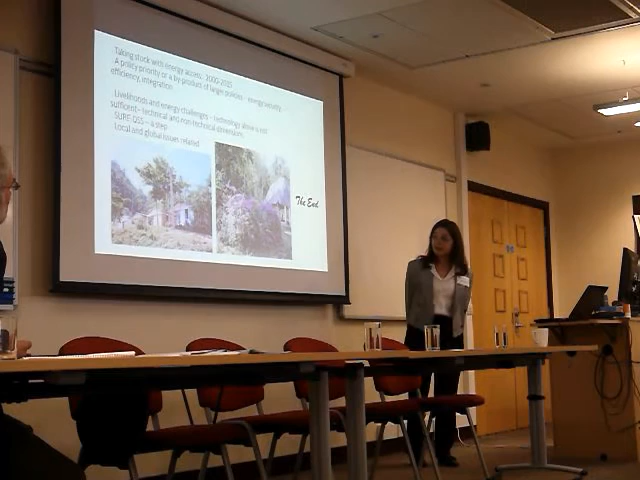 Taking stock with energy access, 2000-2015
A policy priority or a by-product of larger policies – energy security,
efficiency, integration
Livelihoods and energy challenges – technology alone is not
sufficient – technical and non-technical dimensions
SURE-DSS – a step
Local and global issues related
The End